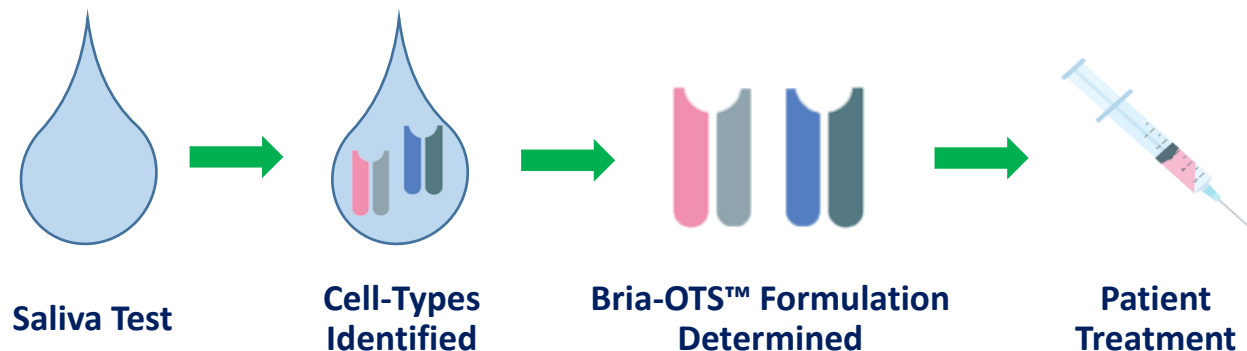 Saliva Test
Cell-Types
Identified
Bria-OTS™ Formulation
Determined
Patient
Treatment